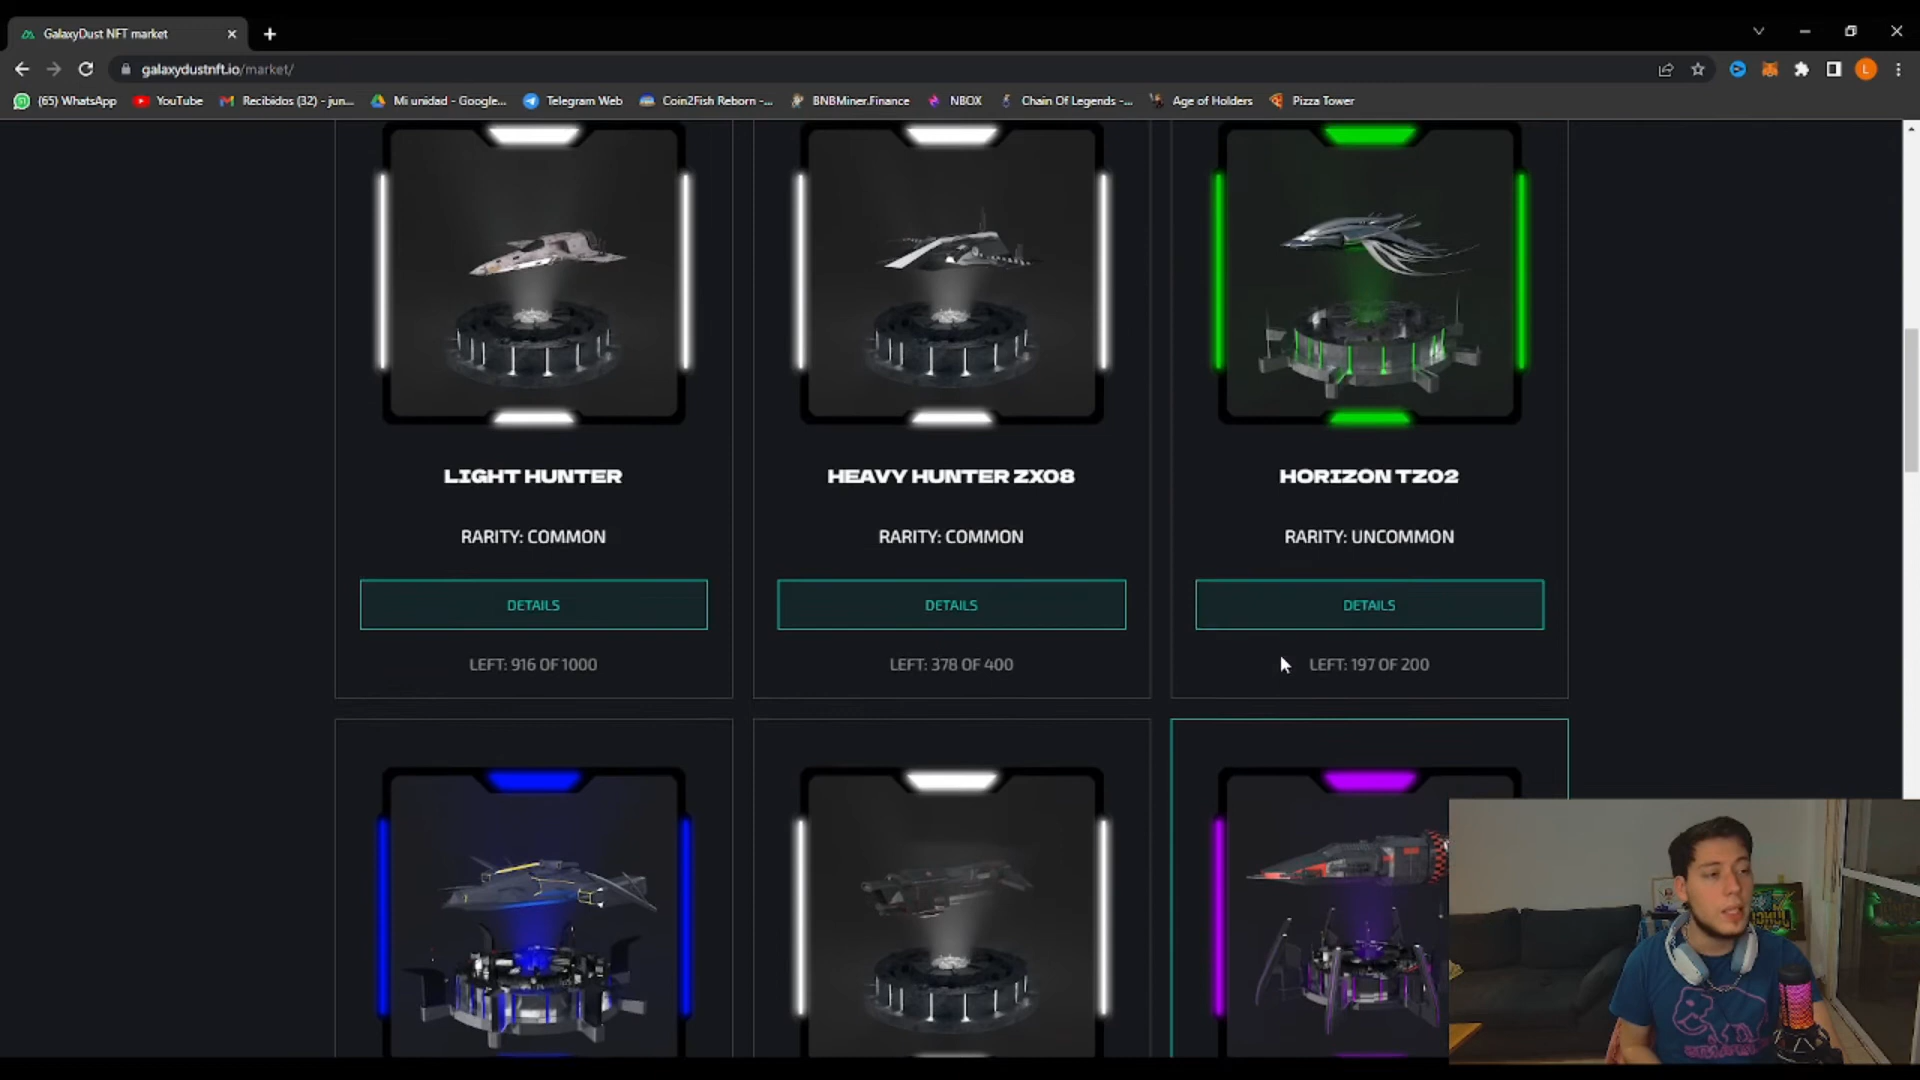 GalaxyDust NFT market
galaxydustnft.io/market/
L
(65) WhatsApp
YouTube
Recibidos (32) - jun...
Mi unidad - Google...
Telegram Web
Coin2Fish Reborn -...
BNBMiner.Finance
NBOX
Chain Of Legends -...
Age of Holders
Pizza Tower
LIGHT HUNTER
RARITY: COMMON
DETAILS
LEFT: 916 OF 1000
HEAVY HUNTER ZX08
RARITY: COMMON
DETAILS
LEFT: 378 OF 400
HORIZON TZ02
RARITY: UNCOMMON
DETAILS
LEFT: 197 OF 200